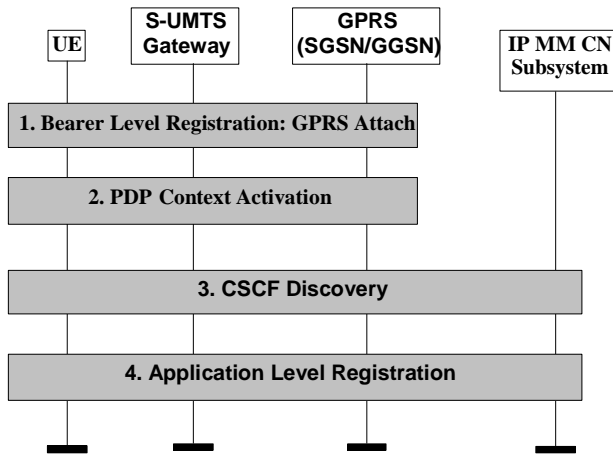 UE
S-UMTS
Gateway
GPRS
(SGSN/GGSN)
IP MM CN
Subsystem
1. Bearer Level Registration: GPRS Attach
2. PDP Context Activation
3. CSCF Discovery
4. Application Level Registration